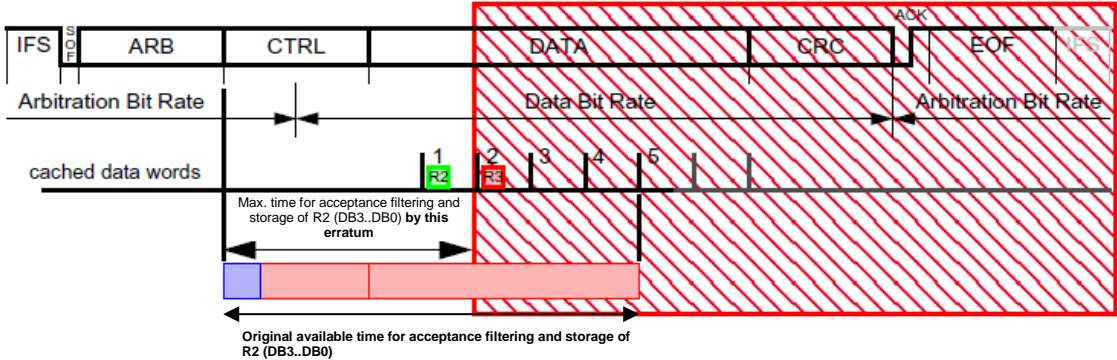 ACK
IFS SOF ARB CTRL DATA CRC EOF IFS
Arbitration Bit Rate Data Bit Rate Arbitration Bit Rate
1 2 3 4 5
cached data words R2 R3
Max. time for acceptance filtering and
storage of R2 (DB3..DB0) by this
erratum
Original available time for acceptance filtering and storage of
R2 (DB3..DB0)